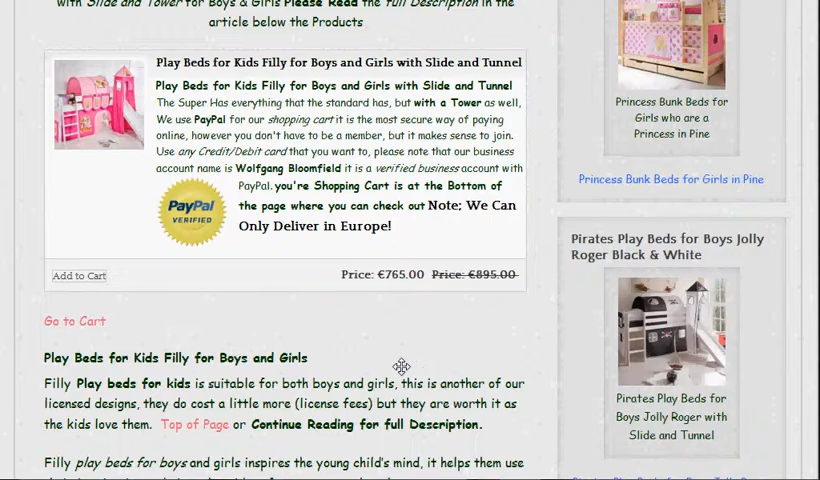 with Slide and Tower for Boys & Girls Please Read the full Description in the
article below the Products
Play Beds for Kids Filly for Boys and Girls with Slide and Tunnel
Play Beds for Kids Filly for Boys and Girls with Slide and Tunnel
The Super Has everything that the standard has, but with a Tower as well,
We use PayPal for our shopping cart it is the most secure way of paying
online, however you don't have to be a member, but it makes sense to join.
Use any Credit/Debit card that you want to, please note that our business
account name is Wolfgang Bloomfield it is a verified business account with
PayPal. you're Shopping Cart is at the Bottom of
the page where you can check out Note; We Can
Only Deliver in Europe!
PayPal
VERIFIED
Add to Cart
Price: €765.00 Price: €895.00
Go to Cart
Play Beds for Kids Filly for Boys and Girls
Filly Play beds for kids is suitable for both boys and girls, this is another of our
licensed designs, they do cost a little more (license fees) but they are worth it as
the kids love them. Top of Page or Continue Reading for full Description.
Filly play beds for boys and girls inspires the young child's mind, it helps them use
Princess Bunk Beds for
Girls who are a
Princess in Pine
Princess Bunk Beds for Girls in Pine
Pirates Play Beds for Boys Jolly
Roger Black & White
Pirates Play Beds for
Boys Jolly Roger with
Slide and Tunnel